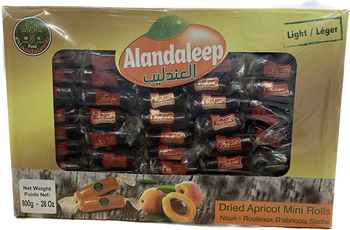 Food
Alandaleep
العندليب
Light / Léger
Net Weight
Poids Net:
800g - 28 Oz
Dried Apricot Mini Rolls
Noun - Rouleaux D'abricots Séché